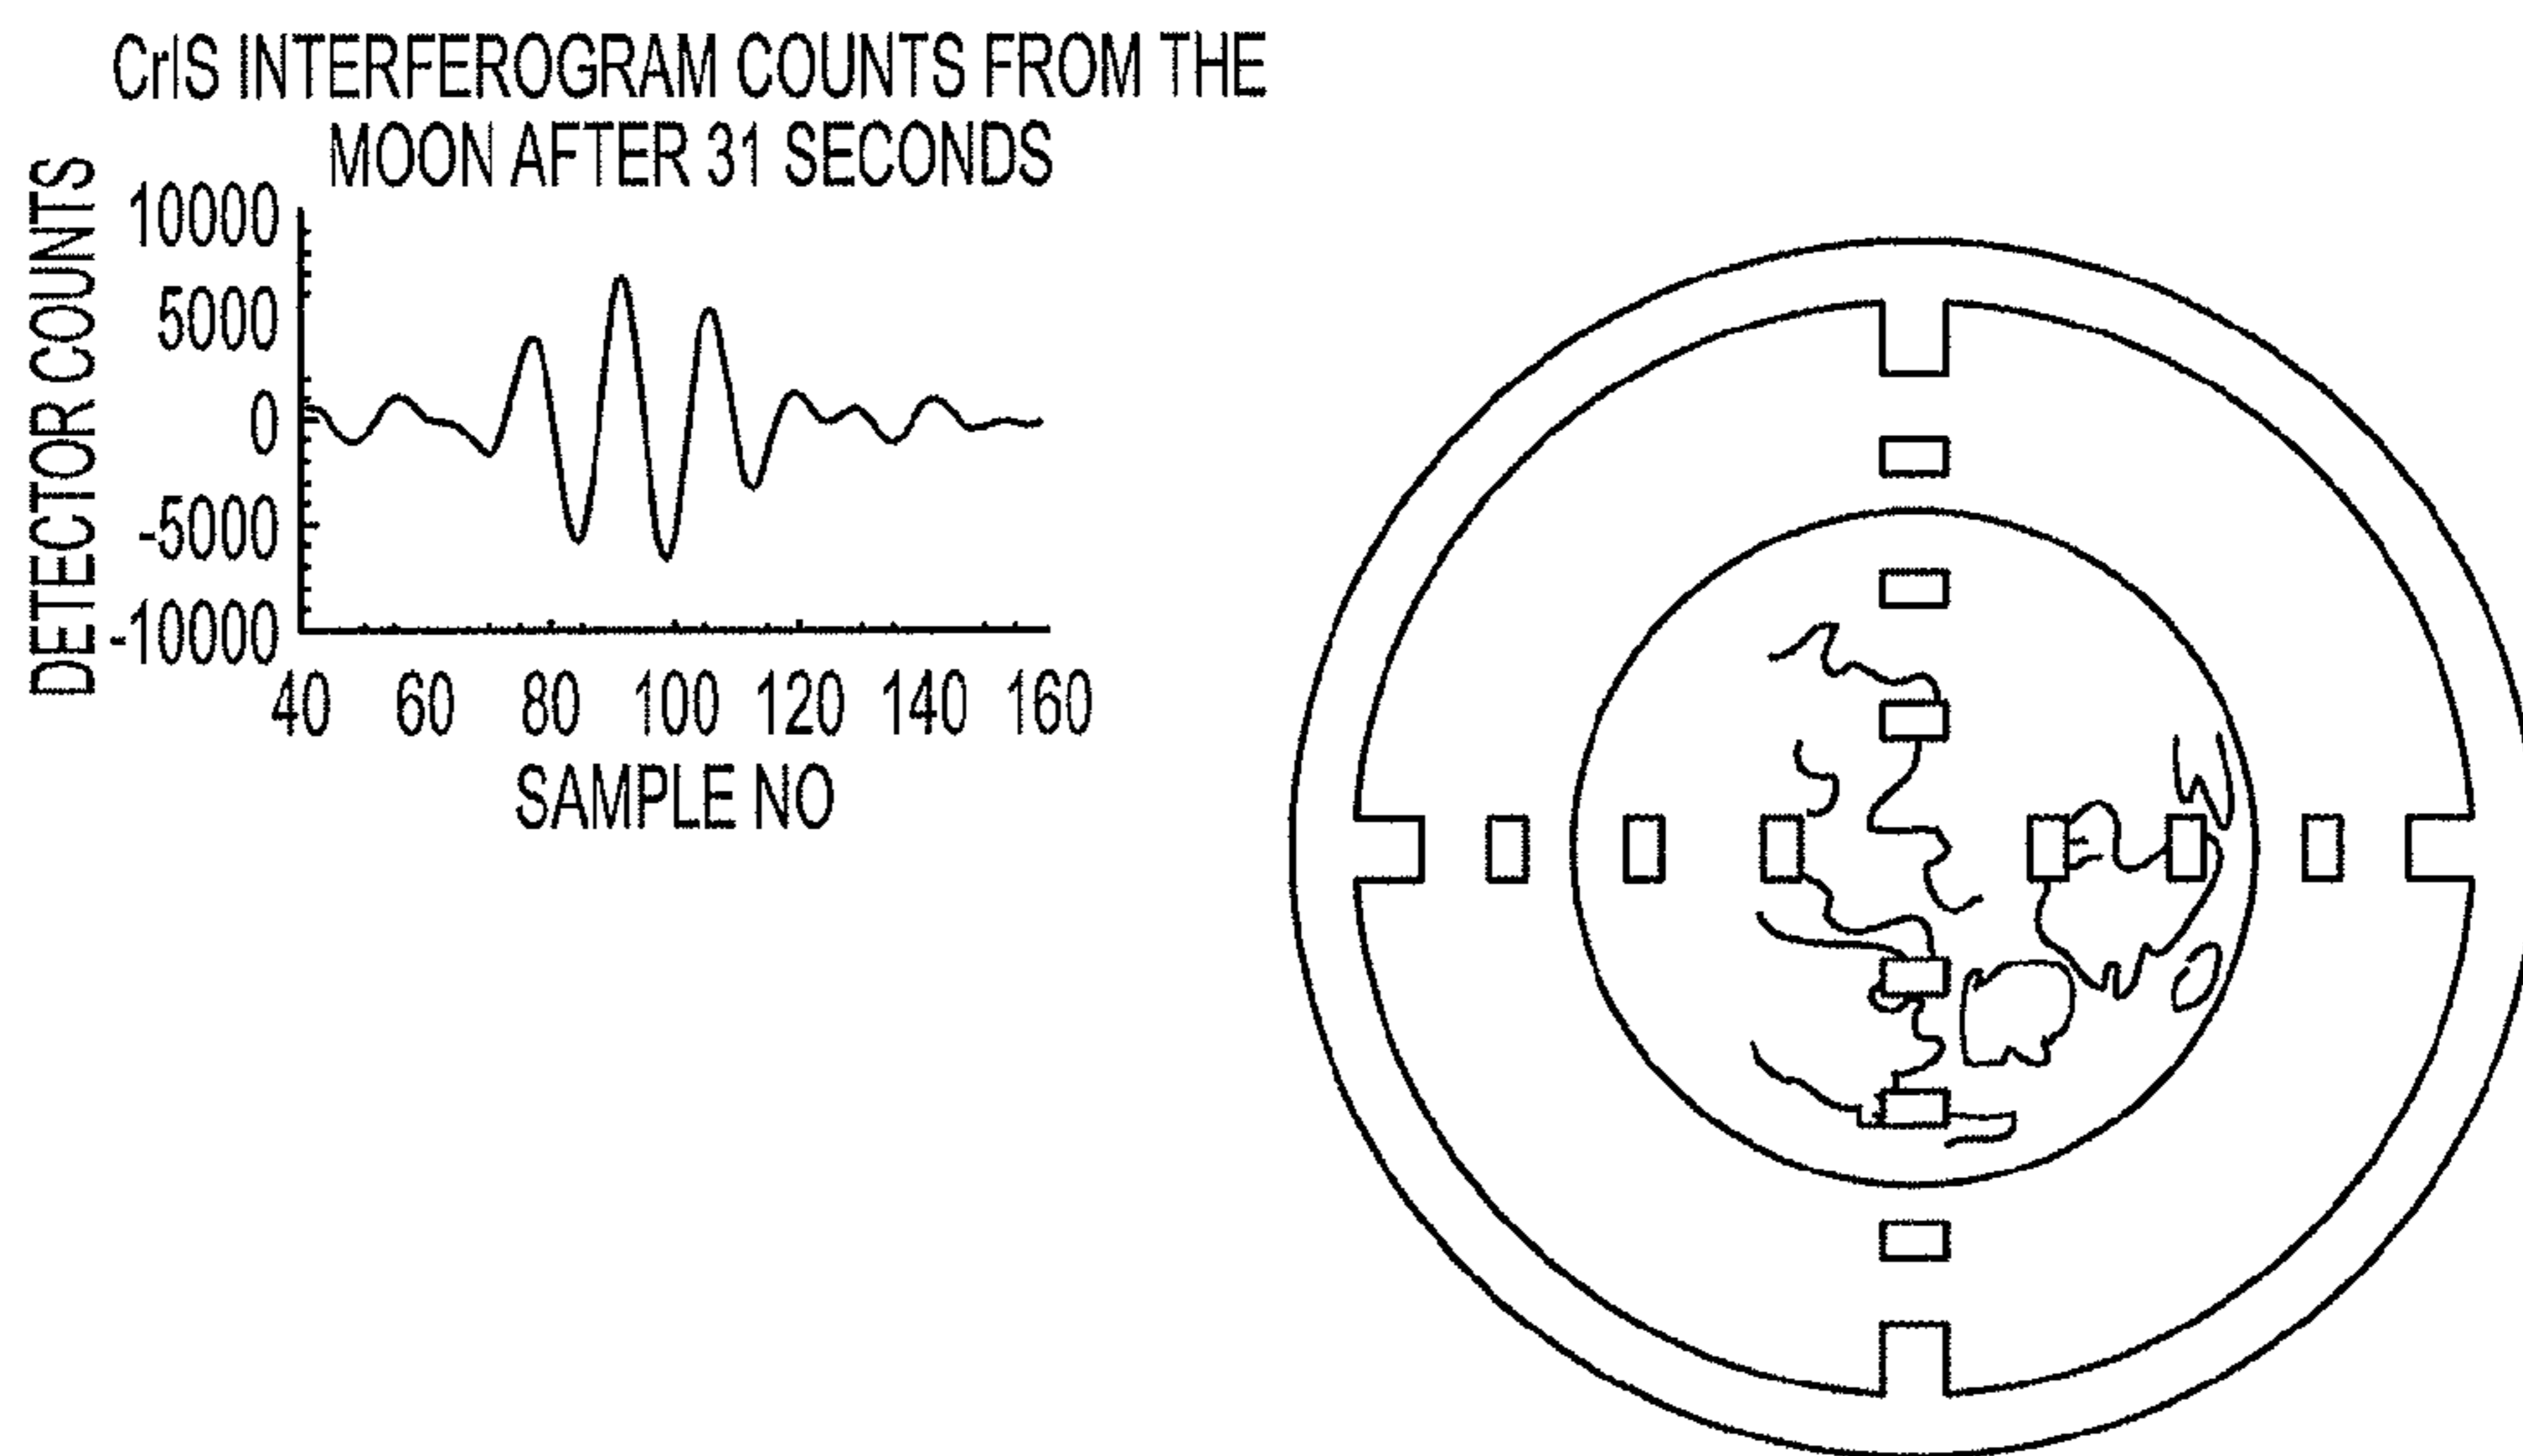 CrIS INTERFEROGRAM COUNTS FROM THE
MOON AFTER 31 SECONDS
DETECTOR COUNTS
10000
5000
0
-5000
-10000
40 60 80 100 120 140 160
SAMPLE NO